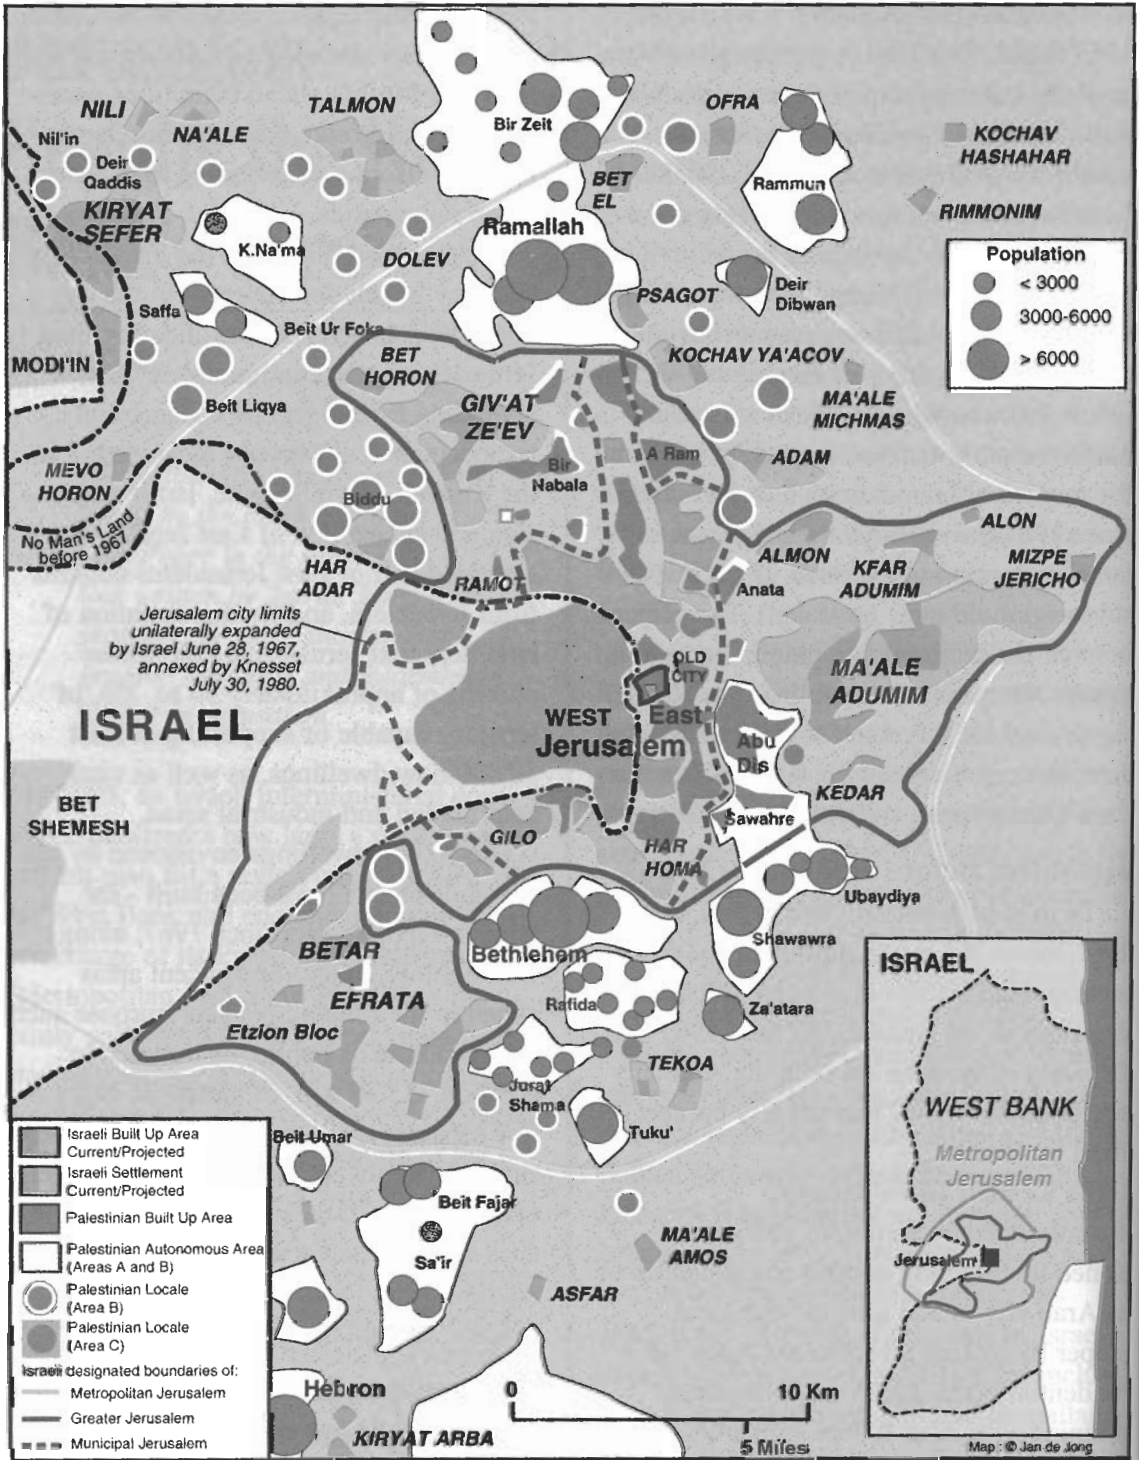 NILI
TALMON
OFRA
Nil'in
NA'ALE
Bir Zeit
KOCHAV
HASHAHAR
Deir
Qaddis
BET
EL
Rammun
KIRYAT
SEFER
Ramallah
RIMMONIM
K.Na'ma
DOLEV
Population
< 3000
3000-6000
> 6000
PSAGOT
Deir
Dibwan
Saffa
Beit Ur Foka
MODI'IN
BET
HORON
KOCHAV YA'ACOV
Beit Liqya
GIV'AT
ZE'EV
MA'ALE
MICHMAS
MEVO
HORON
Bir
Nabala
A Ram
ADAM
Biddu
No Man's Land
before 1967
ALON
HAR
ADAR
RAMOT
ALMON
KFAR
ADUMIM
MIZPE
JERICHO
Anata
Jerusalem city limits
unilaterally expanded
by Israel June 28, 1967,
annexed by Knesset
July 30, 1980.
OLD
CITY
MA'ALE
ADUMIM
ISRAEL
WEST
East
Jerusalem
Abu
Dis
BET
SHEMESH
KEDAR
Sawahre
GILO
HAR
HOMA
Ubaydiya
BETAR
Bethlehem
Shawawra
ISRAEL
EFRATA
Rafida
Za'atara
Etzion Bloc
TEKOA
Jurat
Shama
WEST BANK
Tuku'
Metropolitan
Jerusalem
Beit Umar
Beit Fajar
Sa'ir
MA'ALE
AMOS
Jerusalem
ASFAR
Israeli Built Up Area
Current/Projected
Israeli Settlement
Current/Projected
Palestinian Built Up Area
Palestinian Autonomous Area
(Areas A and B)
Palestinian Locale
(Area B)
Palestinian Locale
(Area C)
Israeli designated boundaries of:
Metropolitan Jerusalem
Greater Jerusalem
Municipal Jerusalem
Hebron
KIRYAT ARBA
0
10 Km
5 Miles
Map : © Jan de Jong